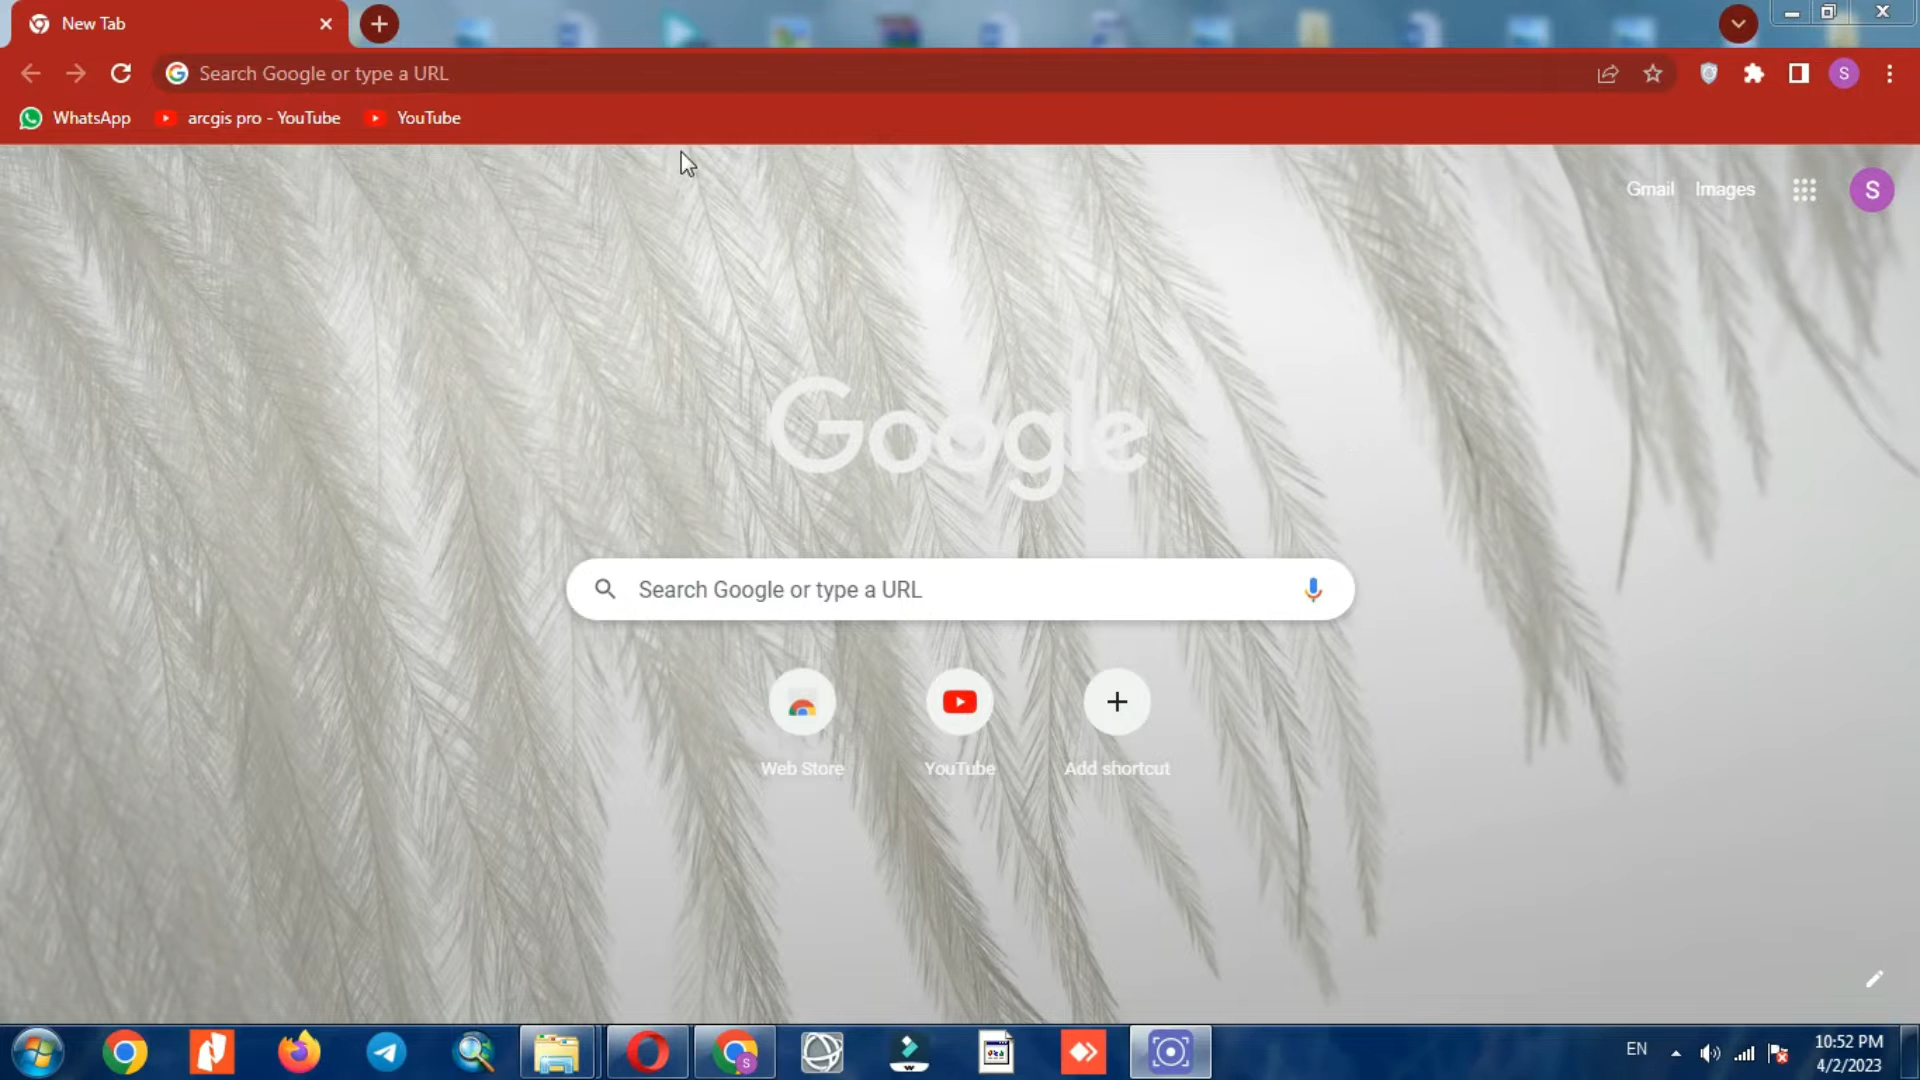 New Tab
Search Google or type a URL
S
WhatsApp
arcgis pro - YouTube
YouTube
Gmail
Images
S
Google
Search Google or type a URL
Web Store
YouTube
Add shortcut
S
EN
10:52 PM
4/2/2023